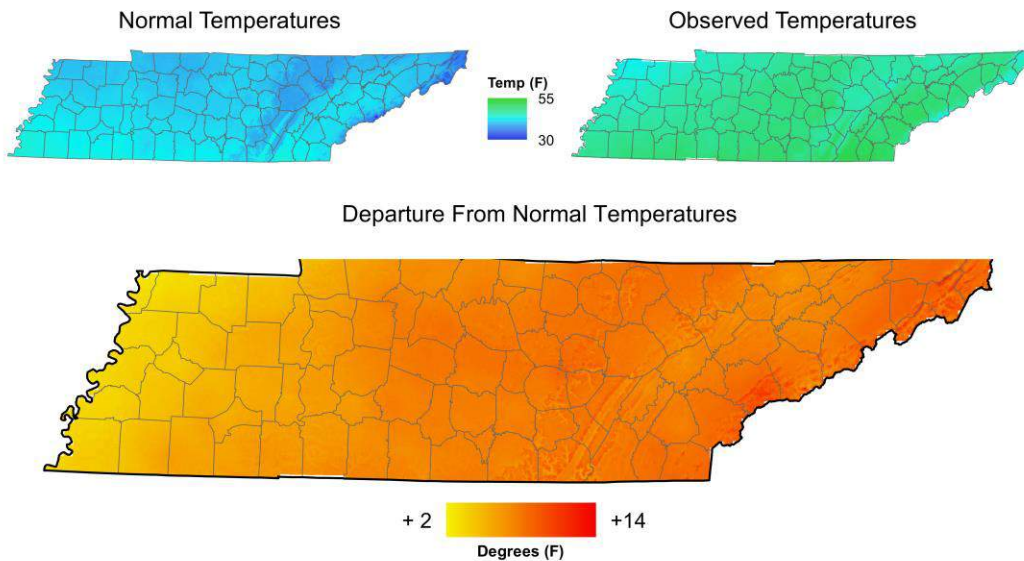 Normal Temperatures
Observed Temperatures
Temp (F)
55
30
Departure From Normal Temperatures
+ 2
+14
Degrees (F)